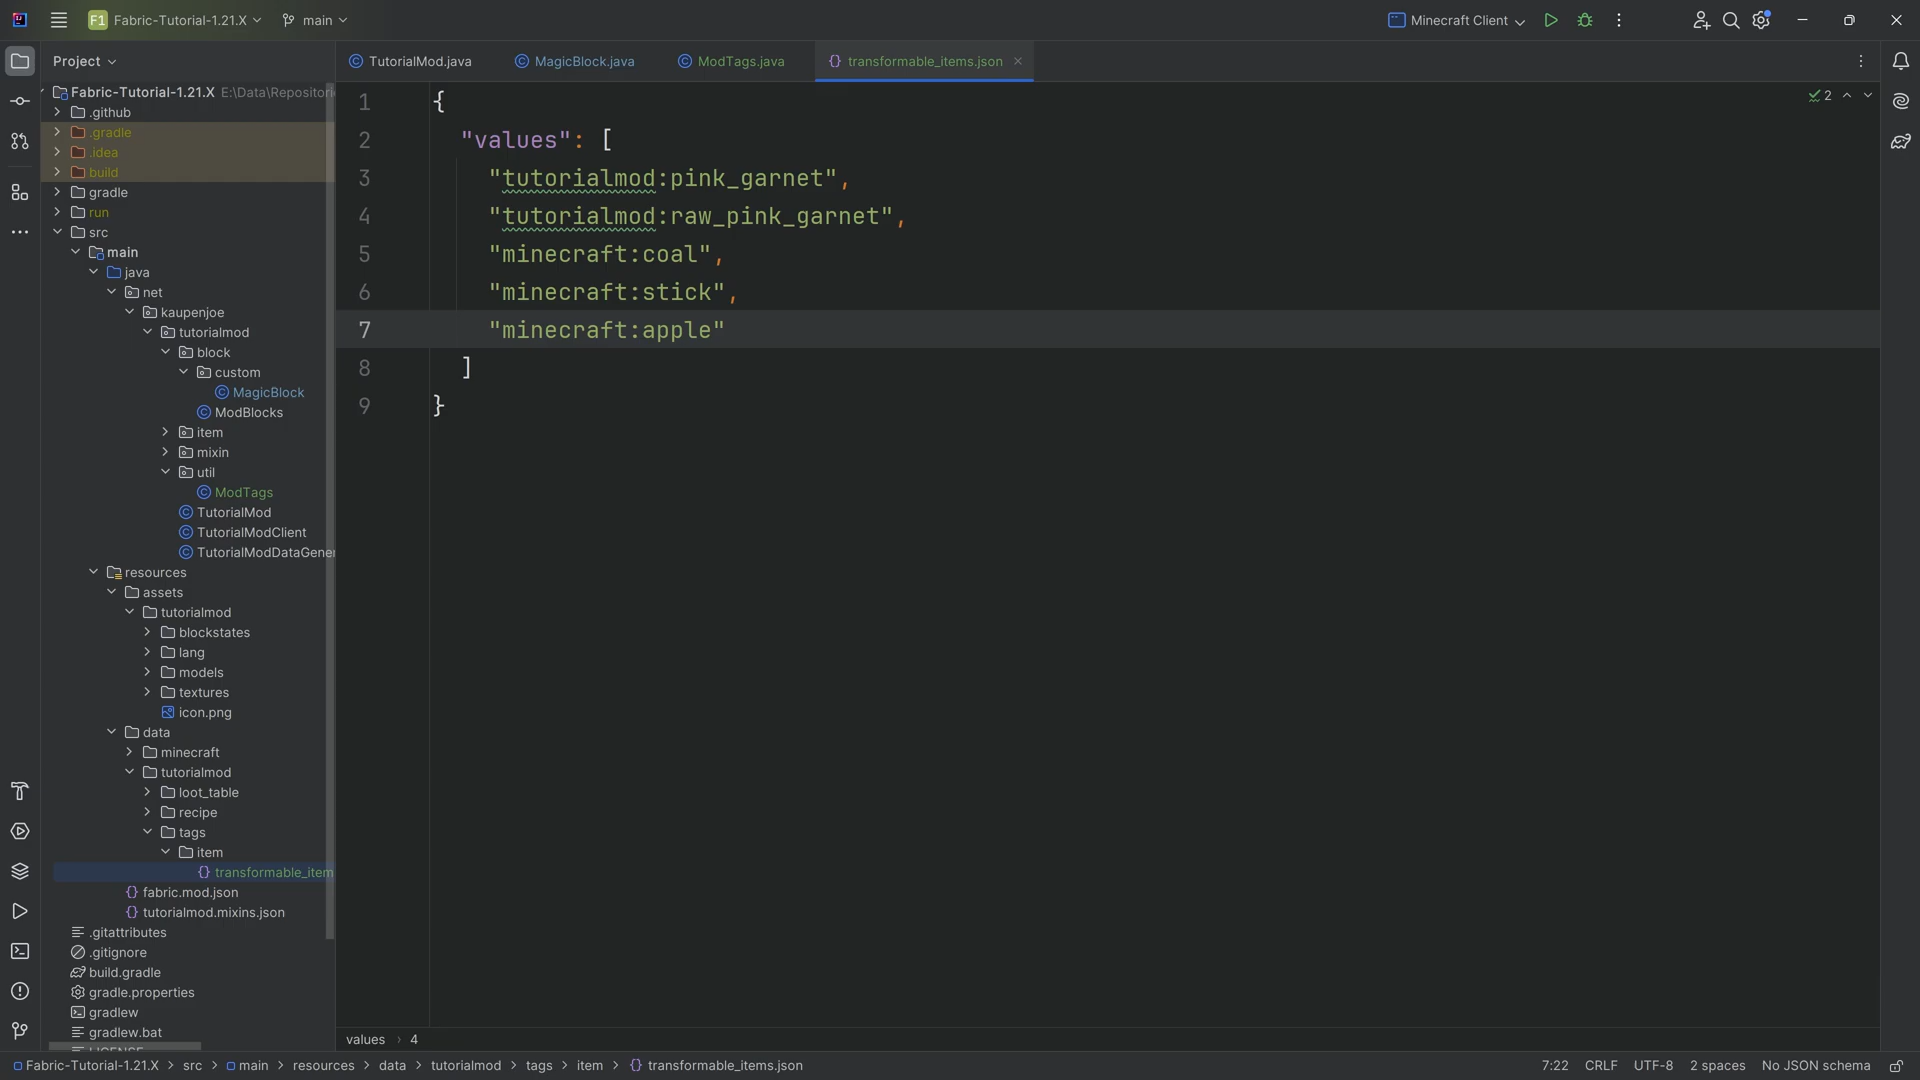 F1 Fabric-Tutorial-1.21.X main Minecraft Client
Project
TutorialMod.java MagicBlock.java ModTags.java transformable_items.json
Fabric-Tutorial-1.21.X E:\Data\Repositori
.github
.gradle
.idea
build
gradle
run
src
main
java
net
kaupenjoe
tutorialmod
block
custom
MagicBlock
ModBlocks
item
mixin
util
ModTags
TutorialMod
TutorialModClient
TutorialModDataGener
resources
assets
tutorialmod
blockstates
lang
models
textures
icon.png
data
minecraft
tutorialmod
loot_table
recipe
tags
item
transformable_item
fabric.mod.json
tutorialmod.mixins.json
.gitattributes
.gitignore
build.gradle
gradle.properties
gradlew
gradlew.bat
LICENSE
1 {
2 "values": [
3 "tutorialmod:pink_garnet",
4 "tutorialmod:raw_pink_garnet",
5 "minecraft:coal",
6 "minecraft:stick",
7 "minecraft:apple"
8 ]
9 }
2
values › 4
Fabric-Tutorial-1.21.X › src › main › resources › data › tutorialmod › tags › item › transformable_items.json
7:22 CRLF UTF-8 2 spaces No JSON schema